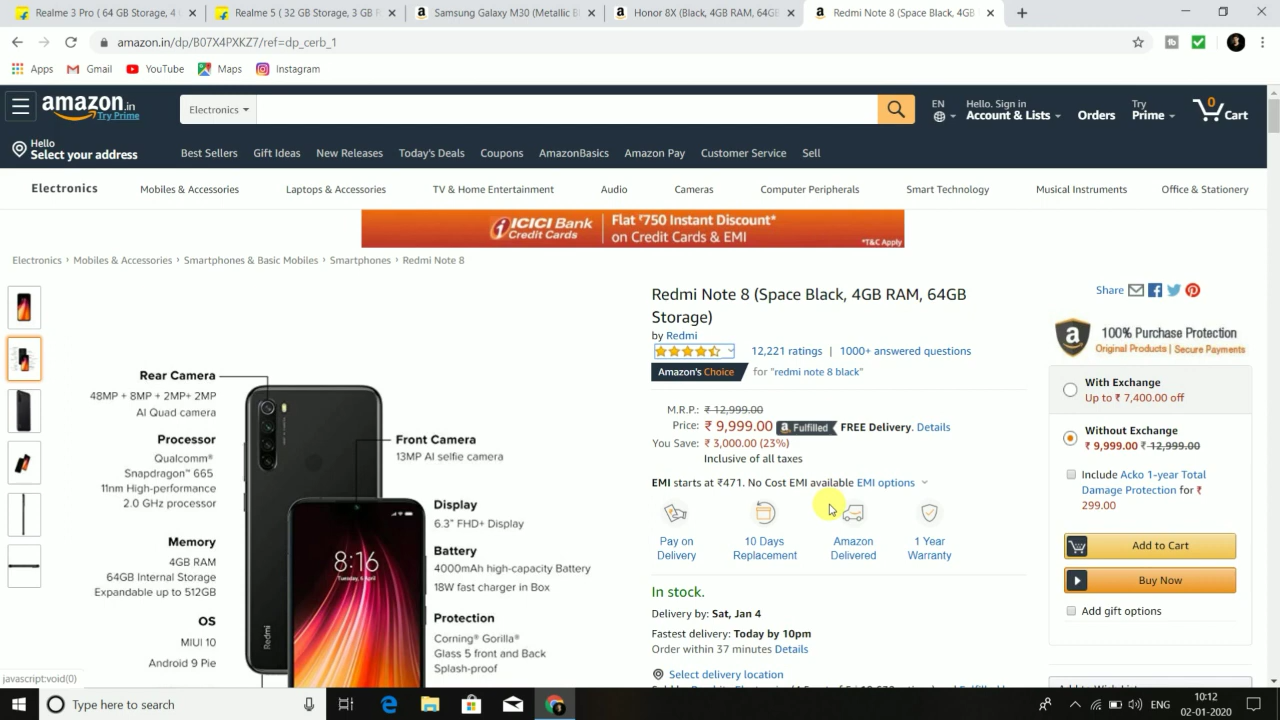 Realme 3 Pro ( 64 GB Storage, 4
Realme 5 ( 32 GB Storage, 3 GB R
Samsung Galaxy M30 (Metallic Bl
Honor 8X (Black, 4GB RAM, 64GB
Redmi Note 8 (Space Black, 4GB
amazon.in/dp/B07X4PXKZ7/ref=dp_cerb_1
Apps Gmail YouTube Maps Instagram
amazon.in
Try Prime
Electronics
EN
Hello. Sign in
Account & Lists
Orders
Try
Prime
0
Cart
Hello
Select your address
Best Sellers Gift Ideas New Releases Today's Deals Coupons AmazonBasics Amazon Pay Customer Service Sell
Electronics Mobiles & Accessories Laptops & Accessories TV & Home Entertainment Audio Cameras Computer Peripherals Smart Technology Musical Instruments Office & Stationery
ICICI Bank
Credit Cards
Flat ₹750 Instant Discount*
on Credit Cards & EMI
*T&C Apply
Electronics › Mobiles & Accessories › Smartphones & Basic Mobiles › Smartphones › Redmi Note 8
Rear Camera
48MP + 8MP + 2MP+ 2MP
AI Quad camera
Processor
Qualcomm®
Snapdragon™ 665
11nm High-performance
2.0 GHz processor
Memory
4GB RAM
64GB Internal Storage
Expandable up to 512GB
OS
MIUI 10
Android 9 Pie
Redmi
8:16
Tuesday, 6 April
Front Camera
13MP AI selfie camera
Display
6.3" FHD+ Display
Battery
4000mAh high-capacity Battery
18W fast charger in Box
Protection
Corning® Gorilla®
Glass 5 front and Back
Splash-proof
Redmi Note 8 (Space Black, 4GB RAM, 64GB
Storage)
by Redmi
12,221 ratings | 1000+ answered questions
Amazon's Choice for "redmi note 8 black"
M.R.P.: ₹ 12,999.00
Price: ₹ 9,999.00 a Fulfilled FREE Delivery. Details
You Save: ₹ 3,000.00 (23%)
Inclusive of all taxes
EMI starts at ₹471. No Cost EMI available EMI options
Pay on
Delivery
10 Days
Replacement
Amazon
Delivered
1 Year
Warranty
In stock.
Delivery by: Sat, Jan 4
Fastest delivery: Today by 10pm
Order within 37 minutes Details
Select delivery location
Share
100% Purchase Protection
Original Products | Secure Payments
With Exchange
Up to ₹ 7,400.00 off
Without Exchange
₹ 9,999.00 ₹ 12,999.00
Include Acko 1-year Total
Damage Protection for ₹
299.00
Add to Cart
Buy Now
Add gift options
javascript:void(0)
Type here to search
ENG
10:12
02-01-2020